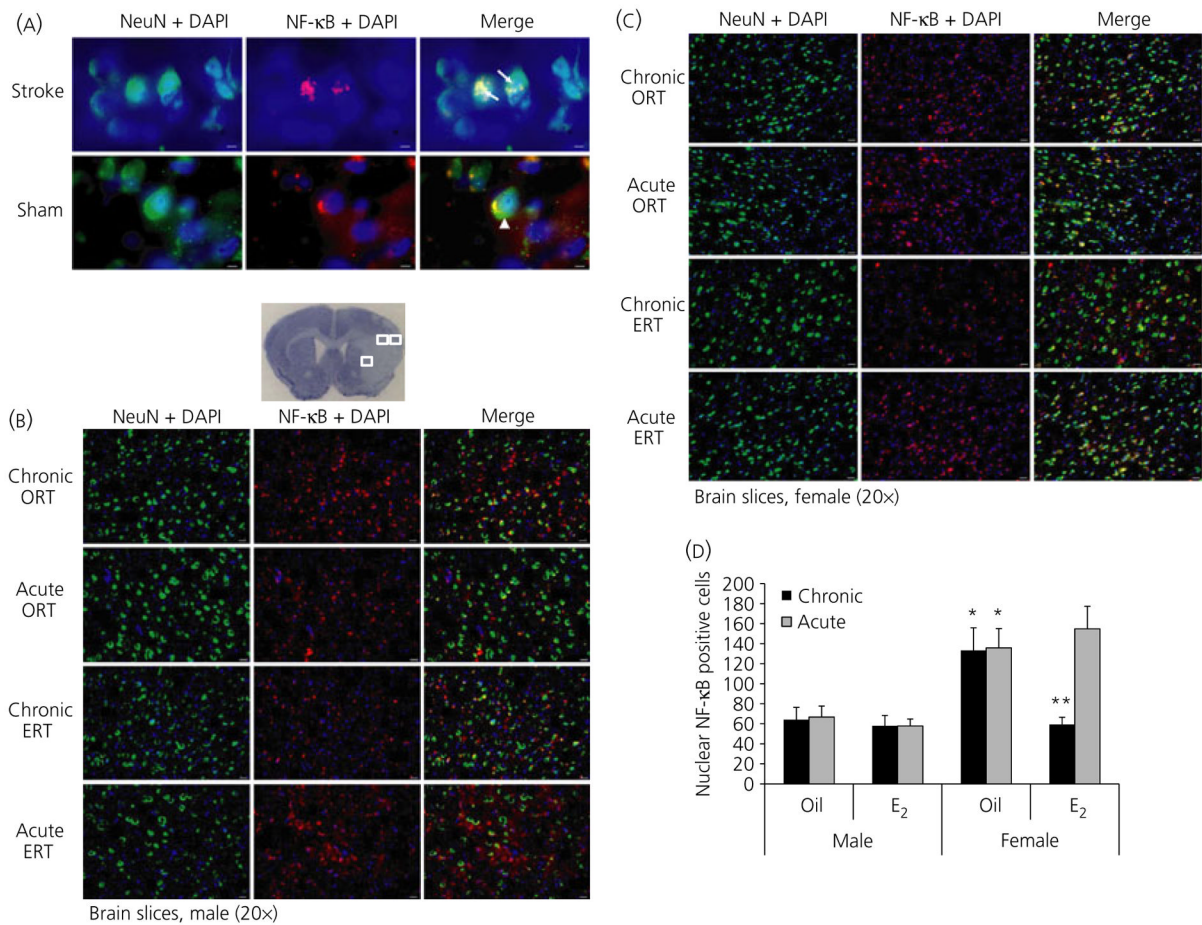 (A)
NeuN + DAPI NF-κB + DAPI Merge
Stroke
Sham
(B)
NeuN + DAPI NF-κB + DAPI Merge
Chronic
ORT
Acute
ORT
Chronic
ERT
Acute
ERT
Brain slices, male (20×)
(C)
NeuN + DAPI NF-κB + DAPI Merge
Chronic
ORT
Acute
ORT
Chronic
ERT
Acute
ERT
Brain slices, female (20×)
(D)
Nuclear NF-κB positive cells
200
180
160
140
120
100
80
60
40
20
0
Chronic
Acute
* *
**
Oil E₂ Oil E₂
Male Female